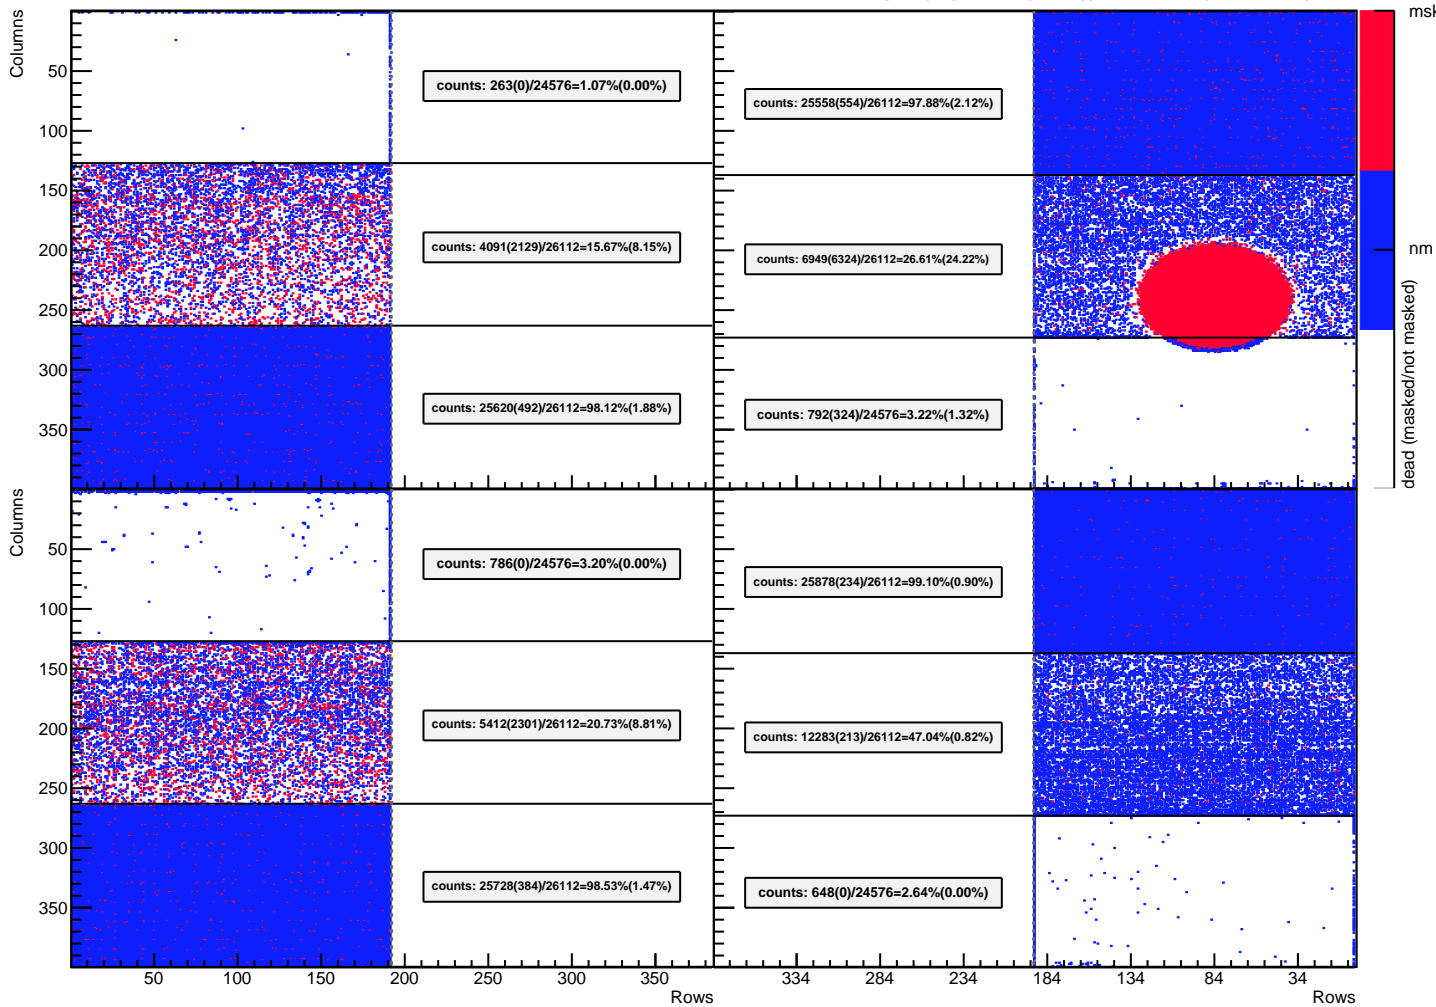 msk
nm
dead (masked/not masked)
Columns
50
100
150
200
250
300
350
counts: 263(0)/24576=1.07%(0.00%)
counts: 4091(2129)/26112=15.67%(8.15%)
counts: 25620(492)/26112=98.12%(1.88%)
counts: 25558(554)/26112=97.88%(2.12%)
counts: 6949(6324)/26112=26.61%(24.22%)
counts: 792(324)/24576=3.22%(1.32%)
Columns
50
100
150
200
250
300
350
counts: 786(0)/24576=3.20%(0.00%)
counts: 5412(2301)/26112=20.73%(8.81%)
counts: 25728(384)/26112=98.53%(1.47%)
50 100 150 200 250 300 350
Rows
counts: 25878(234)/26112=99.10%(0.90%)
counts: 12283(213)/26112=47.04%(0.82%)
counts: 648(0)/24576=2.64%(0.00%)
334 284 234 184 134 84 34
Rows